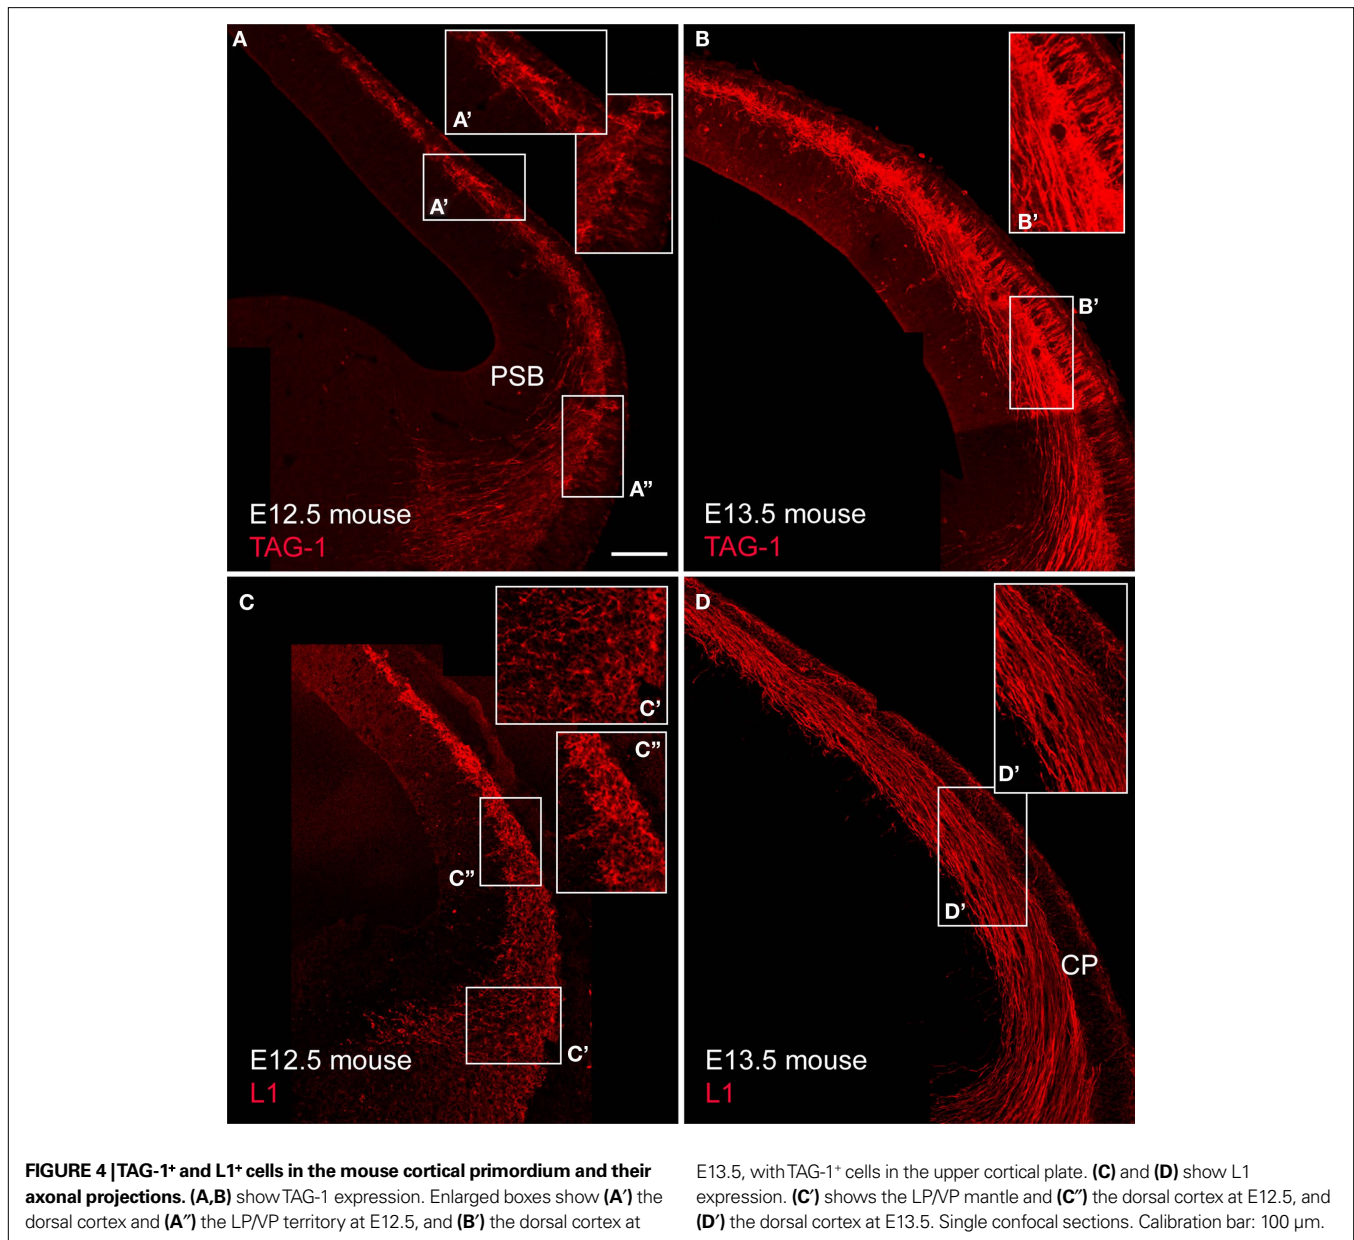 A
A’
A’
PSB
A”
E12.5 mouse
TAG-1
B
B’
B’
E13.5 mouse
TAG-1
C
C’
C”
C”
C’
E12.5 mouse
L1
D
D’
D’
CP
E13.5 mouse
L1
FIGURE 4 | TAG-1⁺ and L1⁺ cells in the mouse cortical primordium and their
axonal projections. (A,B) show TAG-1 expression. Enlarged boxes show (A′) the
dorsal cortex and (A″) the LP/VP territory at E12.5, and (B′) the dorsal cortex at
E13.5, with TAG-1⁺ cells in the upper cortical plate. (C) and (D) show L1
expression. (C′) shows the LP/VP mantle and (C″) the dorsal cortex at E12.5, and
(D′) the dorsal cortex at E13.5. Single confocal sections. Calibration bar: 100 μm.